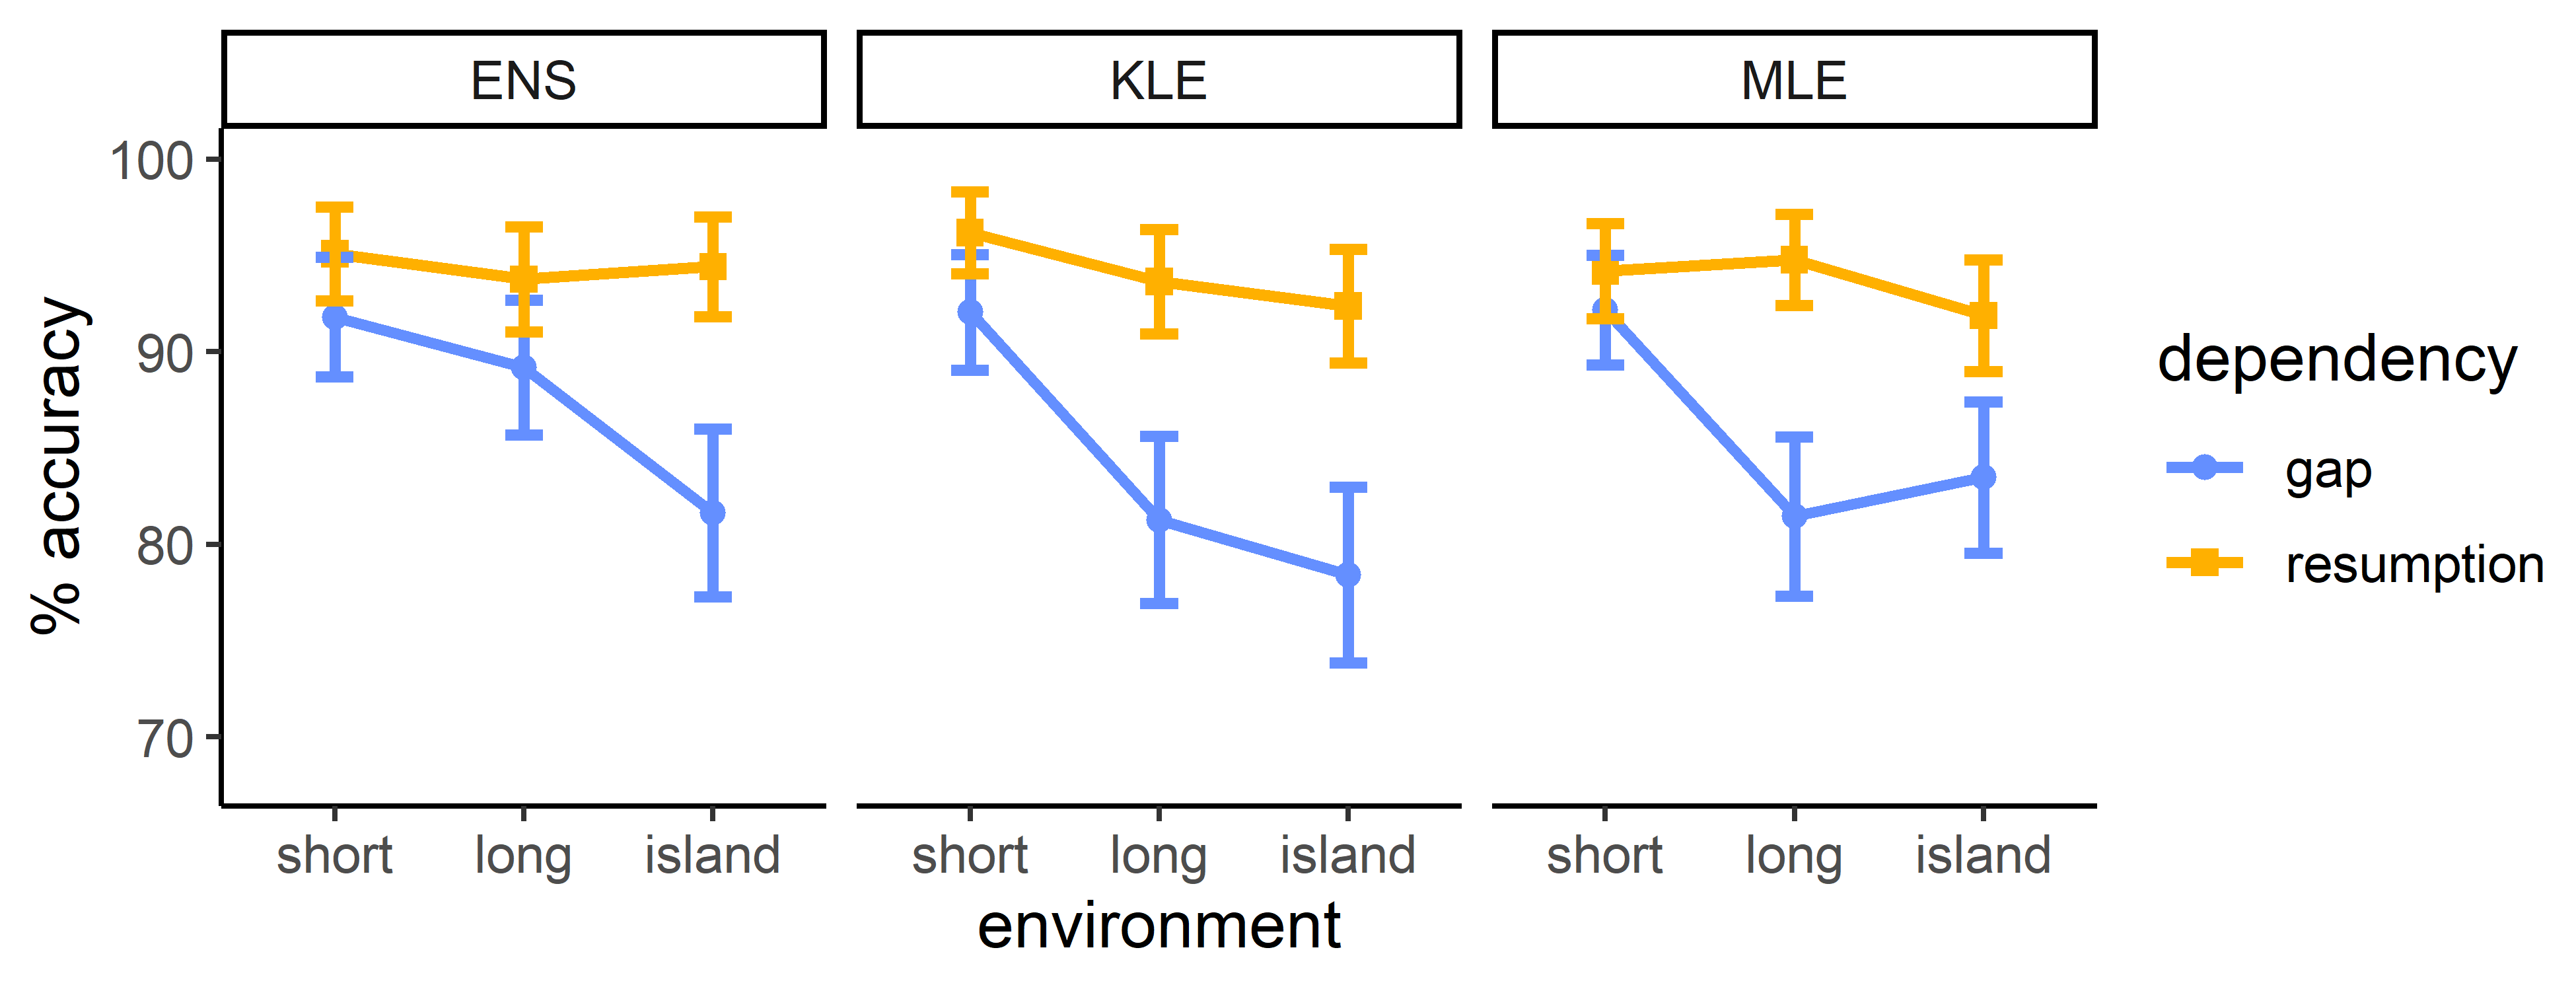 ENS KLE MLE
100
90
80
70
% accuracy
short long island short long island short long island
environment
dependency
gap
resumption